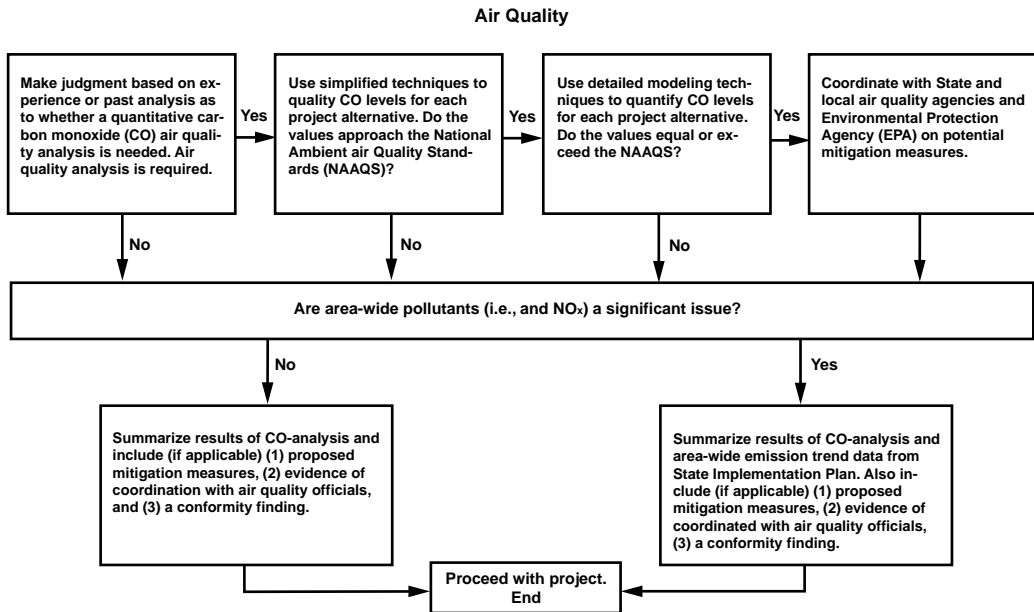 Air Quality
Make judgment based on ex-
perience or past analysis as
to whether a quantitative car-
bon monoxide (CO) air qual-
ity analysis is needed. Air
quality analysis is required.
Yes
Use simplified techniques to
quality CO levels for each
project alternative. Do the
values approach the National
Ambient air Quality Stand-
ards (NAAQS)?
Yes
Use detailed modeling tech-
niques to quantify CO levels
for each project alternative.
Do the values equal or ex-
ceed the NAAQS?
Yes
Coordinate with State and
local air quality agencies and
Environmental Protection
Agency (EPA) on potential
mitigation measures.
No
No
No
Are area-wide pollutants (i.e., and NOx) a significant issue?
No
Yes
Summarize results of CO-analysis and
include (if applicable) (1) proposed
mitigation measures, (2) evidence of
coordination with air quality officials,
and (3) a conformity finding.
Summarize results of CO-analysis and
area-wide emission trend data from
State Implementation Plan. Also in-
clude (if applicable) (1) proposed
mitigation measures, (2) evidence of
coordinated with air quality officials,
(3) a conformity finding.
Proceed with project.
End